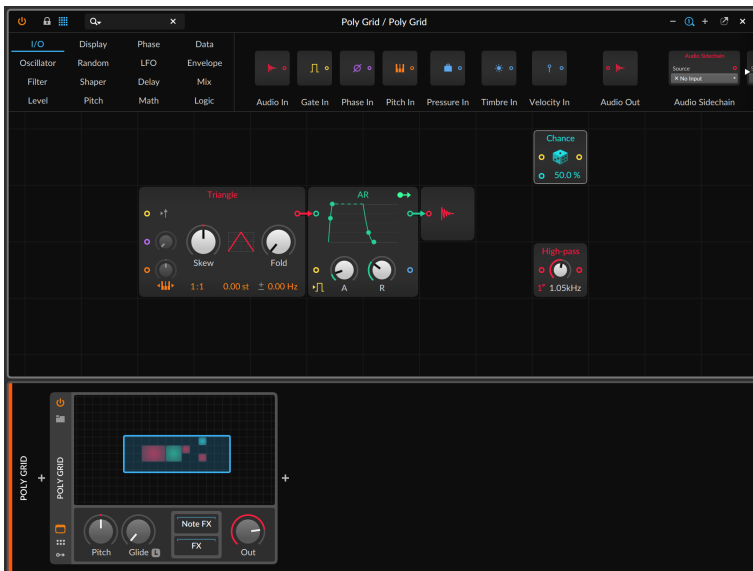 Poly Grid / Poly Grid
I/O Display Phase Data
Oscillator Random LFO Envelope
Filter Shaper Delay Mix
Level Pitch Math Logic
Audio In Gate In Phase In Pitch In Pressure In Timbre In Velocity In Audio Out Audio Sidechain
Audio Sidechain
Source
× No Input
Chance
50.0 %
Triangle
Skew Fold
1:1 0.00 st ± 0.00 Hz
AR
A R
High-pass
1° 1.05kHz
POLY GRID
POLY GRID
Note FX
FX
Pitch Glide L Out